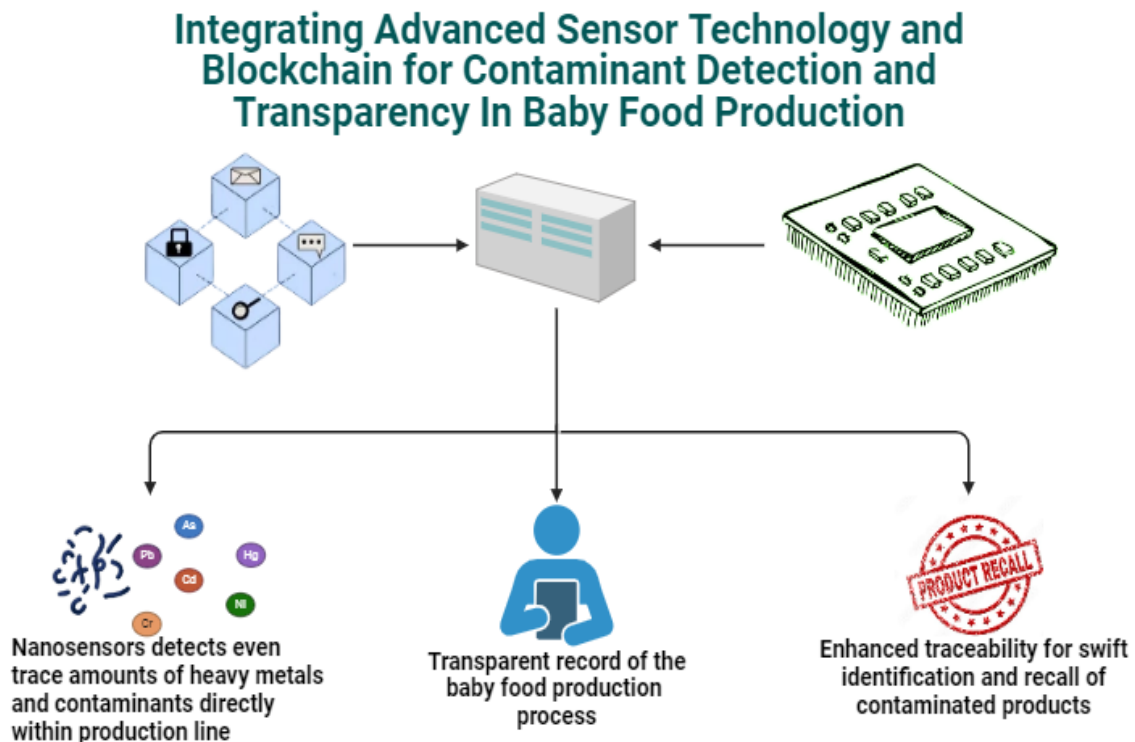 Integrating Advanced Sensor Technology and
Blockchain for Contaminant Detection and
Transparency In Baby Food Production
As
Pb
Hg
Cd
NI
Cr
PRODUCT RECALL
Nanosensors detects even
trace amounts of heavy metals
and contaminants directly
within production line
Transparent record of the
baby food production
process
Enhanced traceability for swift
identification and recall of
contaminated products